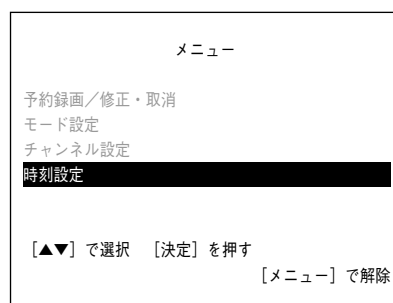 メニュー
予約録画／修正・取消
モード設定
チャンネル設定
時刻設定
［▲▼］で選択　［決定］を押す
［メニュー］で解除